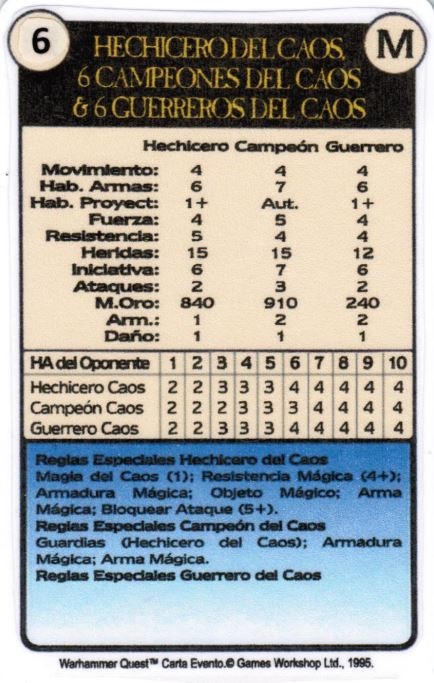 6
M
HECHICERO DEL CAOS,
6 CAMPEONES DEL CAOS
& 6 GUERREROS DEL CAOS
Hechicero Campeón Guerrero
Movimiento: 4 4 4
Hab. Armas: 6 7 6
Hab. Proyect: 1+ Aut. 1+
Fuerza: 4 5 4
Resistencia: 5 4 4
Heridas: 15 15 12
Iniciativa: 6 7 6
Ataques: 2 3 2
M.Oro: 840 910 240
Arm.: 1 2 2
Daño: 1 1 1
HA del Oponente 1 2 3 4 5 6 7 8 9 10
Hechicero Caos 2 2 3 3 4 4 4 4 4 4
Campeón Caos 2 2 2 3 3 3 4 4 4 4
Guerrero Caos 2 2 3 3 3 4 4 4 4 4
Reglas Especiales Hechicero del Caos
Magia del Caos (1); Resistencia Mágica (4+);
Armadura Mágica; Objeto Mágico; Arma
Mágica; Bloquear Ataque (5+).
Reglas Especiales Campeón del Caos
Guardias (Hechicero del Caos); Armadura
Mágica; Arma Mágica.
Reglas Especiales Guerrero del Caos
Warhammer Quest™ Carta Evento.© Games Workshop Ltd., 1995.